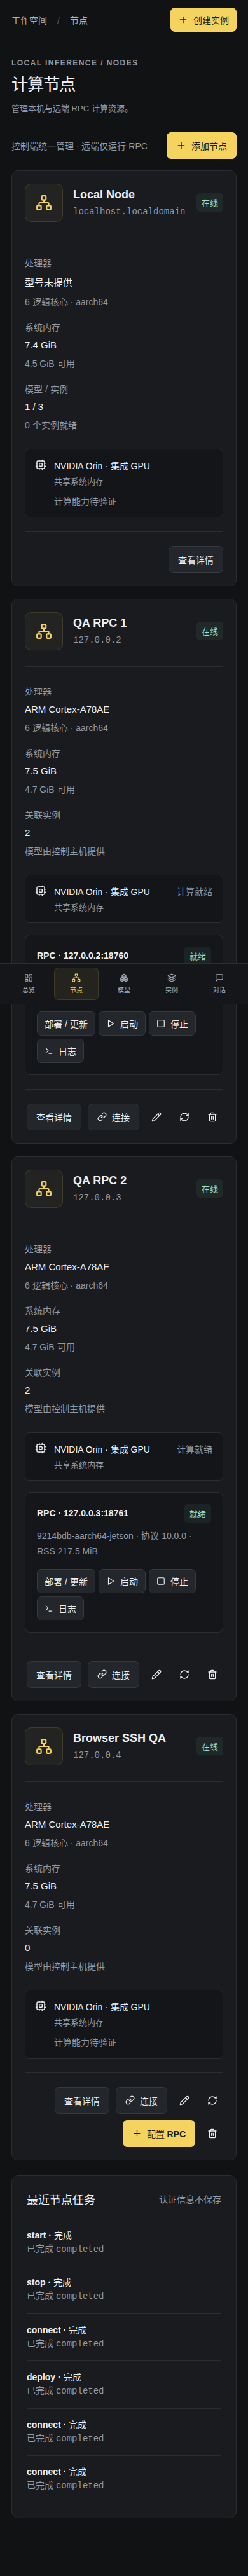 工作空间 / 节点
创建实例
LOCAL INFERENCE / NODES
计算节点
管理本机与远端 RPC 计算资源。
控制端统一管理 · 远端仅运行 RPC
添加节点
Local Node
localhost.localdomain
在线
处理器
型号未提供
6 逻辑核心 · aarch64
系统内存
7.4 GiB
4.5 GiB 可用
模型 / 实例
1 / 3
0 个实例就绪
NVIDIA Orin · 集成 GPU
共享系统内存
计算能力待验证
查看详情
QA RPC 1
127.0.0.2
在线
处理器
ARM Cortex-A78AE
6 逻辑核心 · aarch64
系统内存
7.5 GiB
4.7 GiB 可用
关联实例
2
模型由控制主机提供
NVIDIA Orin · 集成 GPU
计算就绪
共享系统内存
RPC · 127.0.0.2:18760
就绪
总览
节点
模型
实例
对话
部署 / 更新
启动
停止
日志
查看详情
连接
QA RPC 2
127.0.0.3
在线
处理器
ARM Cortex-A78AE
6 逻辑核心 · aarch64
系统内存
7.5 GiB
4.7 GiB 可用
关联实例
2
模型由控制主机提供
NVIDIA Orin · 集成 GPU
计算就绪
共享系统内存
RPC · 127.0.0.3:18761
就绪
9214bdb-aarch64-jetson · 协议 10.0.0 ·
RSS 217.5 MiB
部署 / 更新
启动
停止
日志
查看详情
连接
Browser SSH QA
127.0.0.4
在线
处理器
ARM Cortex-A78AE
6 逻辑核心 · aarch64
系统内存
7.5 GiB
4.7 GiB 可用
关联实例
0
模型由控制主机提供
NVIDIA Orin · 集成 GPU
共享系统内存
计算能力待验证
查看详情
连接
配置 RPC
最近节点任务
认证信息不保存
start · 完成
已完成 completed
stop · 完成
已完成 completed
connect · 完成
已完成 completed
deploy · 完成
已完成 completed
connect · 完成
已完成 completed
connect · 完成
已完成 completed